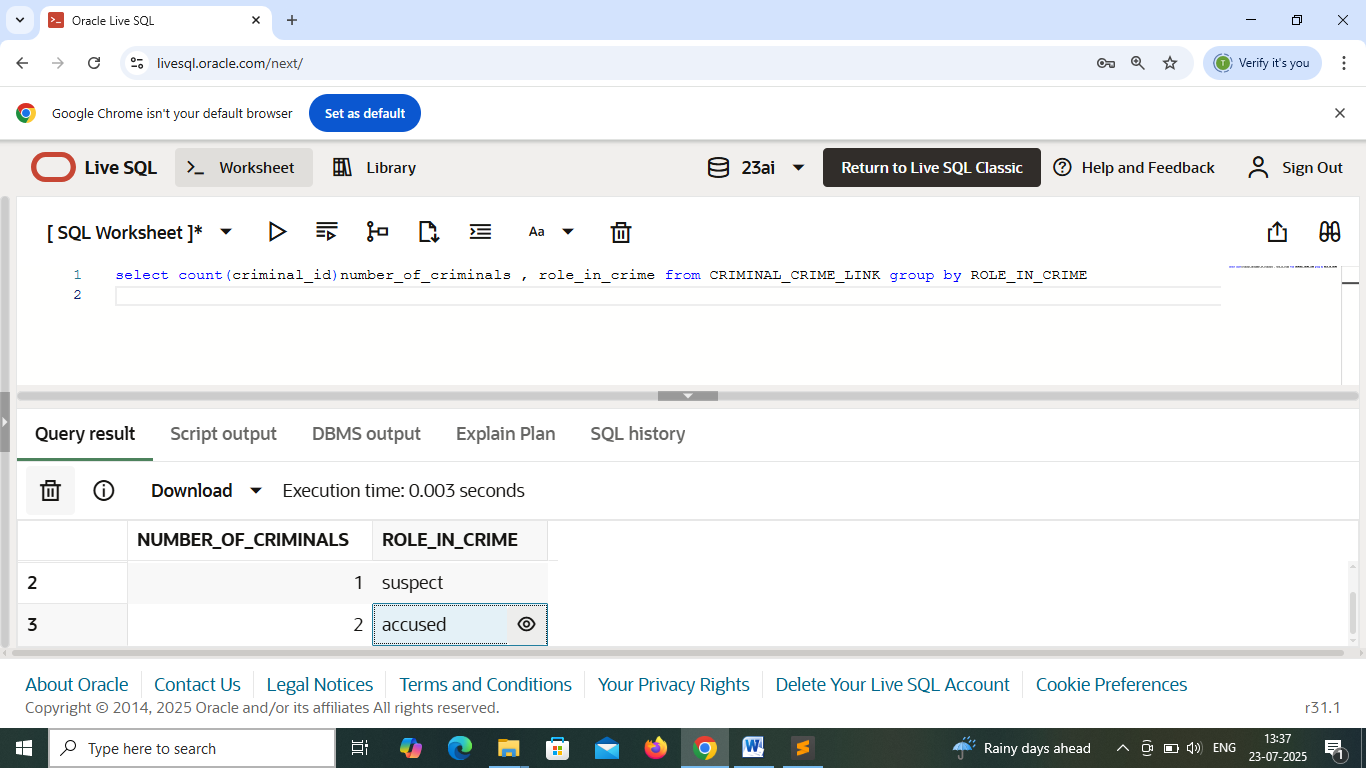 Oracle Live SQL
livesql.oracle.com/next/
Verify it's you
T
Google Chrome isn't your default browser
Set as default
Live SQL
Worksheet
Library
23ai
Return to Live SQL Classic
Help and Feedback
Sign Out
[ SQL Worksheet ]*
Aa
1 select count(criminal_id)number_of_criminals , role_in_crime from CRIMINAL_CRIME_LINK group by ROLE_IN_CRIME
2
Query result
Script output
DBMS output
Explain Plan
SQL history
Download
Execution time: 0.003 seconds
NUMBER_OF_CRIMINALS ROLE_IN_CRIME
2 1 suspect
3 2 accused
About Oracle
Contact Us
Legal Notices
Terms and Conditions
Your Privacy Rights
Delete Your Live SQL Account
Cookie Preferences
Copyright © 2014, 2025 Oracle and/or its affiliates All rights reserved.
r31.1
Type here to search
Rainy days ahead
ENG
13:37
23-07-2025
1